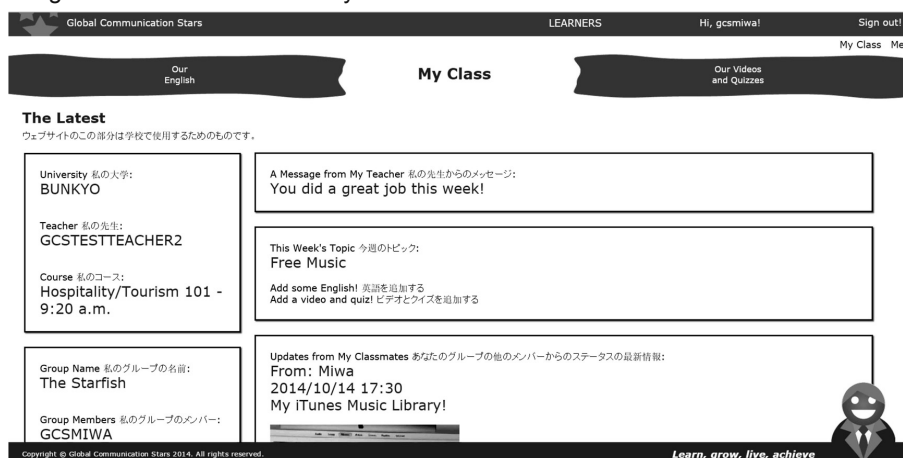 Global Communication Stars
LEARNERS
Hi, gcsmiwa!
Sign out!
My Class Me
Our
English
My Class
Our Videos
and Quizzes
The Latest
ウェブサイトのこの部分は学校で使用するためのものです。
University 私の大学:
BUNKYO
Teacher 私の先生:
GCSTESTTEACHER2
Course 私のコース:
Hospitality/Tourism 101 -
9:20 a.m.
Group Name 私のグループの名前:
The Starfish
Group Members 私のグループのメンバー:
GCSMIWA
A Message from My Teacher 私の先生からのメッセージ:
You did a great job this week!
This Week's Topic 今週のトピック:
Free Music
Add some English! 英語を追加する
Add a video and quiz! ビデオとクイズを追加する
Updates from My Classmates あなたのグループの他のメンバーからのステータスの最新情報:
From: Miwa
2014/10/14 17:30
My iTunes Music Library!
Copyright © Global Communication Stars 2014. All rights reserved.
Learn, grow, live, achieve